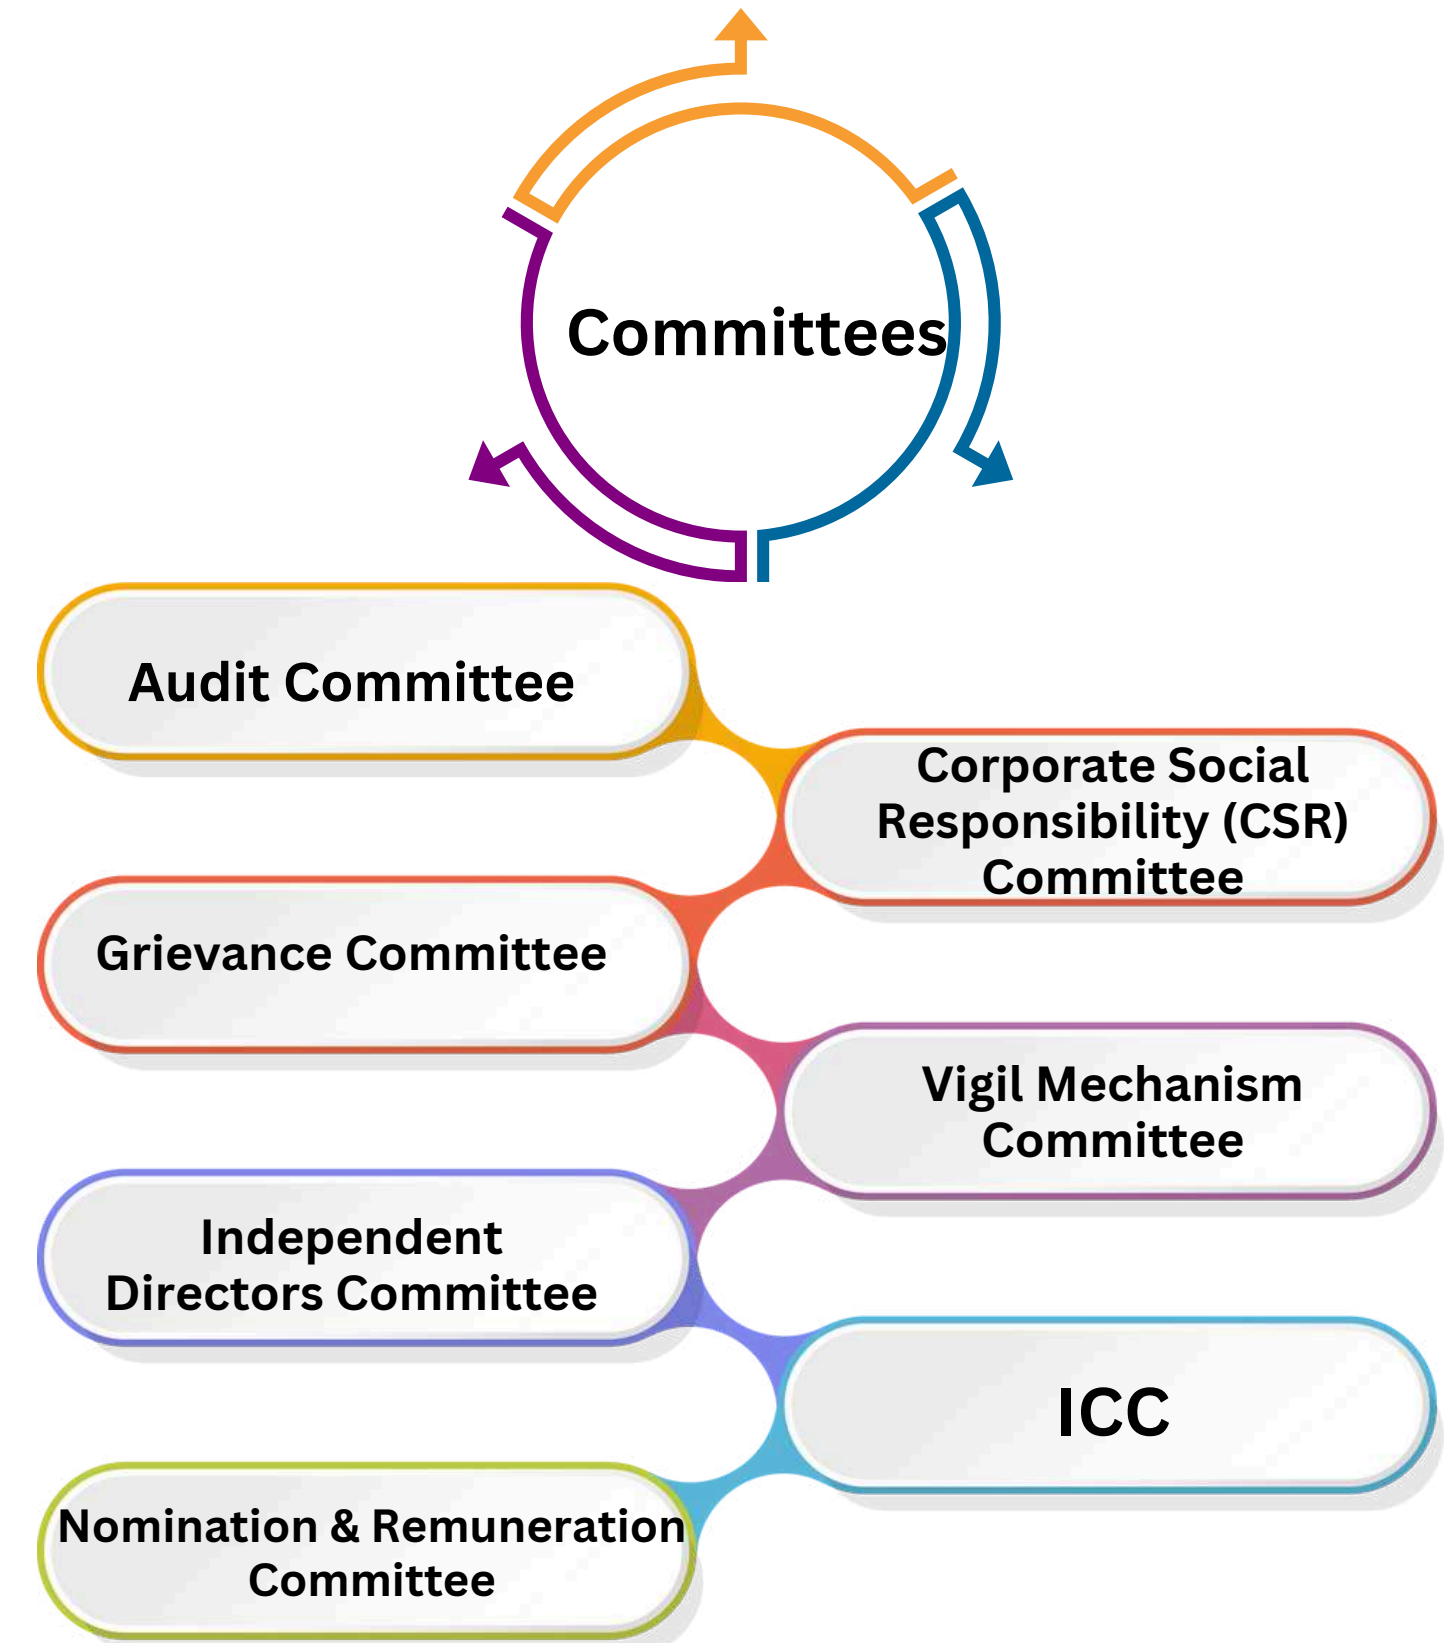 Committees
Audit Committee
Corporate Social
Responsibility (CSR)
Committee
Grievance Committee
Vigil Mechanism
Committee
Independent
Directors Committee
ICC
Nomination & Remuneration
Committee